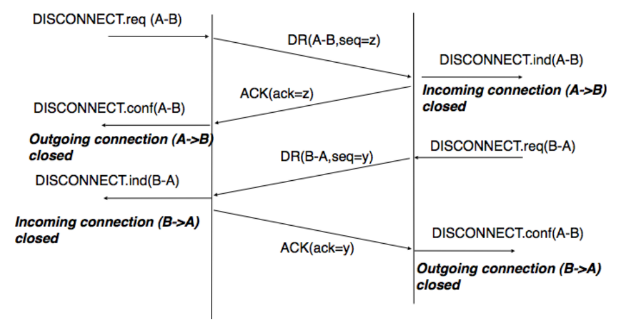 DISCONNECT.req (A-B)
DR(A-B,seq=z)
DISCONNECT.ind(A-B)
Incoming connection (A->B)
closed
ACK(ack=z)
DISCONNECT.conf(A-B)
Outgoing connection (A->B)
closed
DISCONNECT.req(B-A)
DR(B-A,seq=y)
DISCONNECT.ind(B-A)
Incoming connection (B->A)
closed
ACK(ack=y)
DISCONNECT.conf(A-B)
Outgoing connection (B->A)
closed